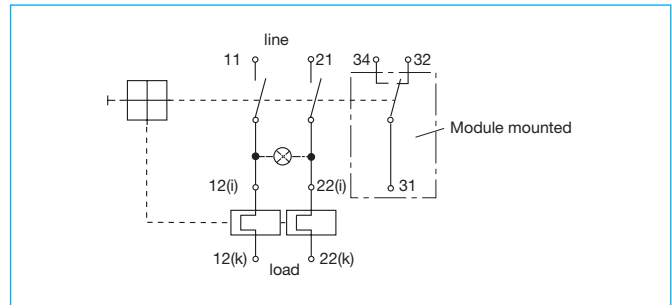 line
11 21 34 32
Module mounted
12(i) 22(i) 31
12(k) 22(k)
load